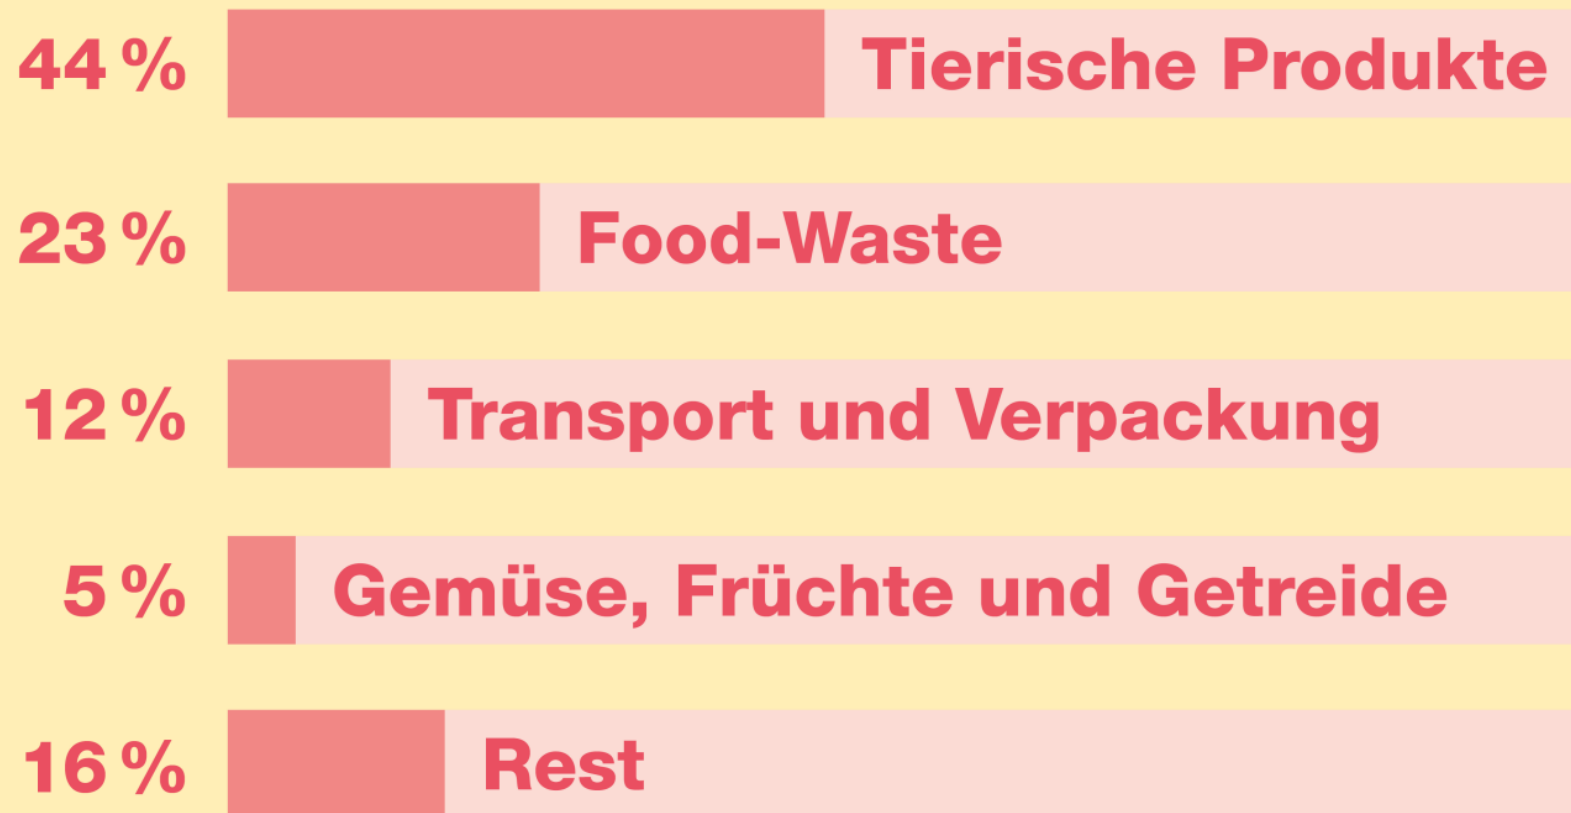 44 % Tierische Produkte
23 % Food-Waste
12 % Transport und Verpackung
5 % Gemüse, Früchte und Getreide
16 % Rest